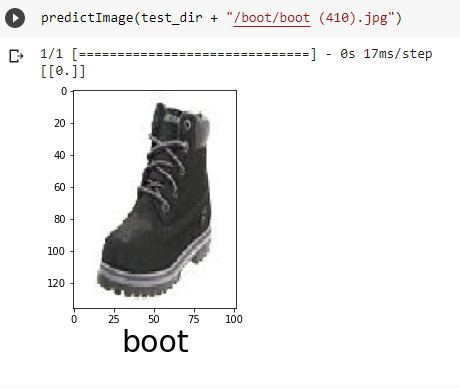 predictImage(test_dir + "/boot/boot (410).jpg")
1/1 [==============================] - 0s 17ms/step
[[0.]]
0
20
40
60
80
100
120
0 25 50 75 100
boot